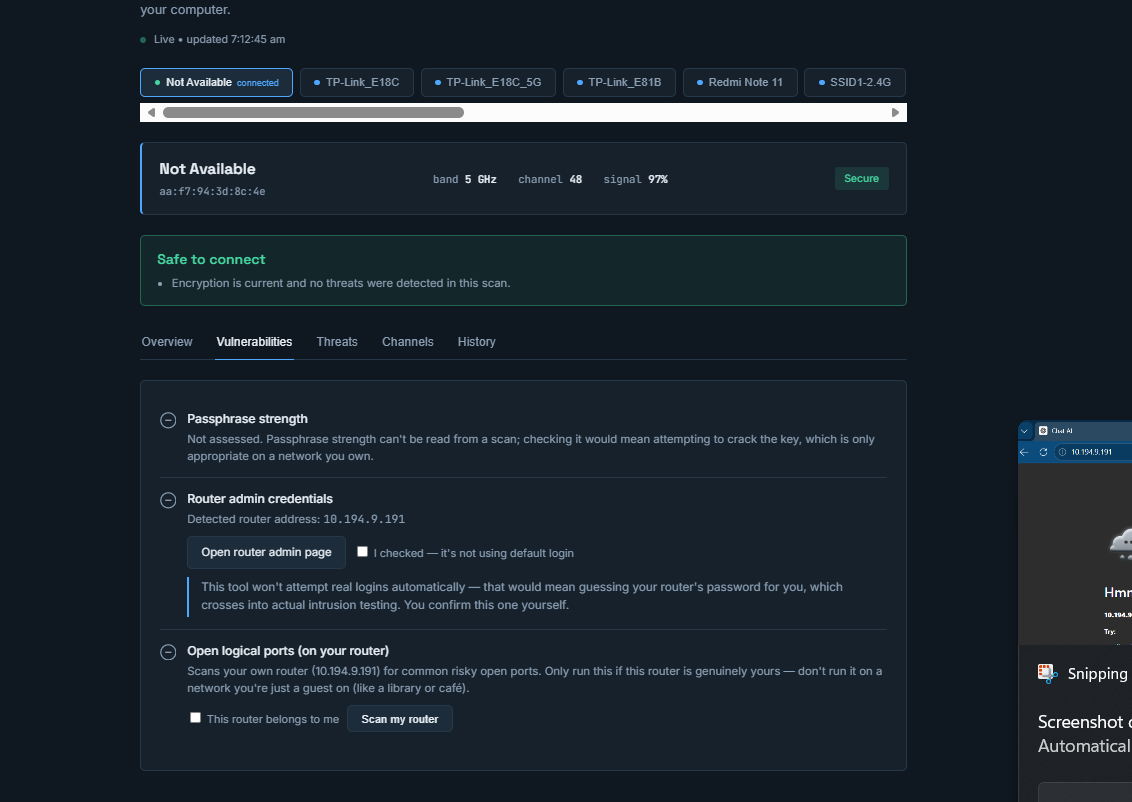 your computer.
Live • updated 7:12:45 am
Not Available connected
TP-Link_E18C
TP-Link_E18C_5G
TP-Link_E81B
Redmi Note 11
SSID1-2.4G
Not Available
aa:f7:94:3d:8c:4e
band 5 GHz channel 48 signal 97%
Secure
Safe to connect
• Encryption is current and no threats were detected in this scan.
Overview Vulnerabilities Threats Channels History
Passphrase strength
Not assessed. Passphrase strength can't be read from a scan; checking it would mean attempting to crack the key, which is only
appropriate on a network you own.
Router admin credentials
Detected router address: 10.194.9.191
Open router admin page
I checked — it's not using default login
This tool won't attempt real logins automatically — that would mean guessing your router's password for you, which
crosses into actual intrusion testing. You confirm this one yourself.
Open logical ports (on your router)
Scans your own router (10.194.9.191) for common risky open ports. Only run this if this router is genuinely yours — don't run it on a
network you're just a guest on (like a library or café).
This router belongs to me
Scan my router
Chat AI
10.194.9.191
Hmm
10.194.9
Try:
Snipping
Screenshot
Automatical